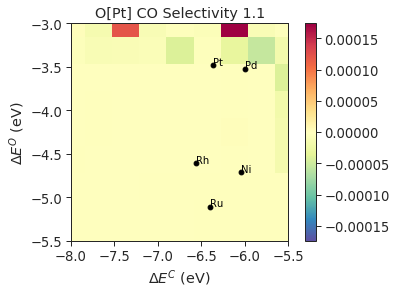 O[Pt] CO Selectivity 1.1
−3.0
−3.5
−4.0
−4.5
−5.0
−5.5
ΔE^O (eV)
Pt
Pd
Rh
Ni
Ru
−8.0 −7.5 −7.0 −6.5 −6.0 −5.5
ΔE^C (eV)
0.00015
0.00010
0.00005
0.00000
−0.00005
−0.00010
−0.00015